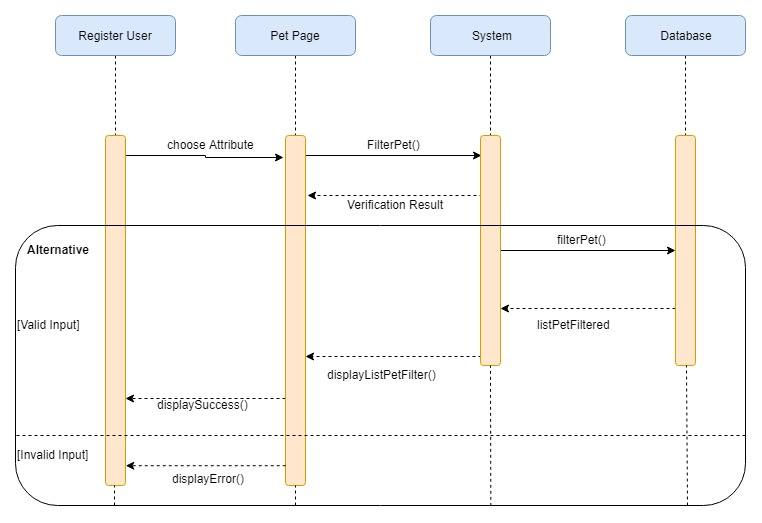 Register User
Pet Page
System
Database
choose Attribute
FilterPet()
Verification Result
Alternative
filterPet()
[Valid Input]
listPetFiltered
displayListPetFilter()
displaySuccess()
[Invalid Input]
displayError()